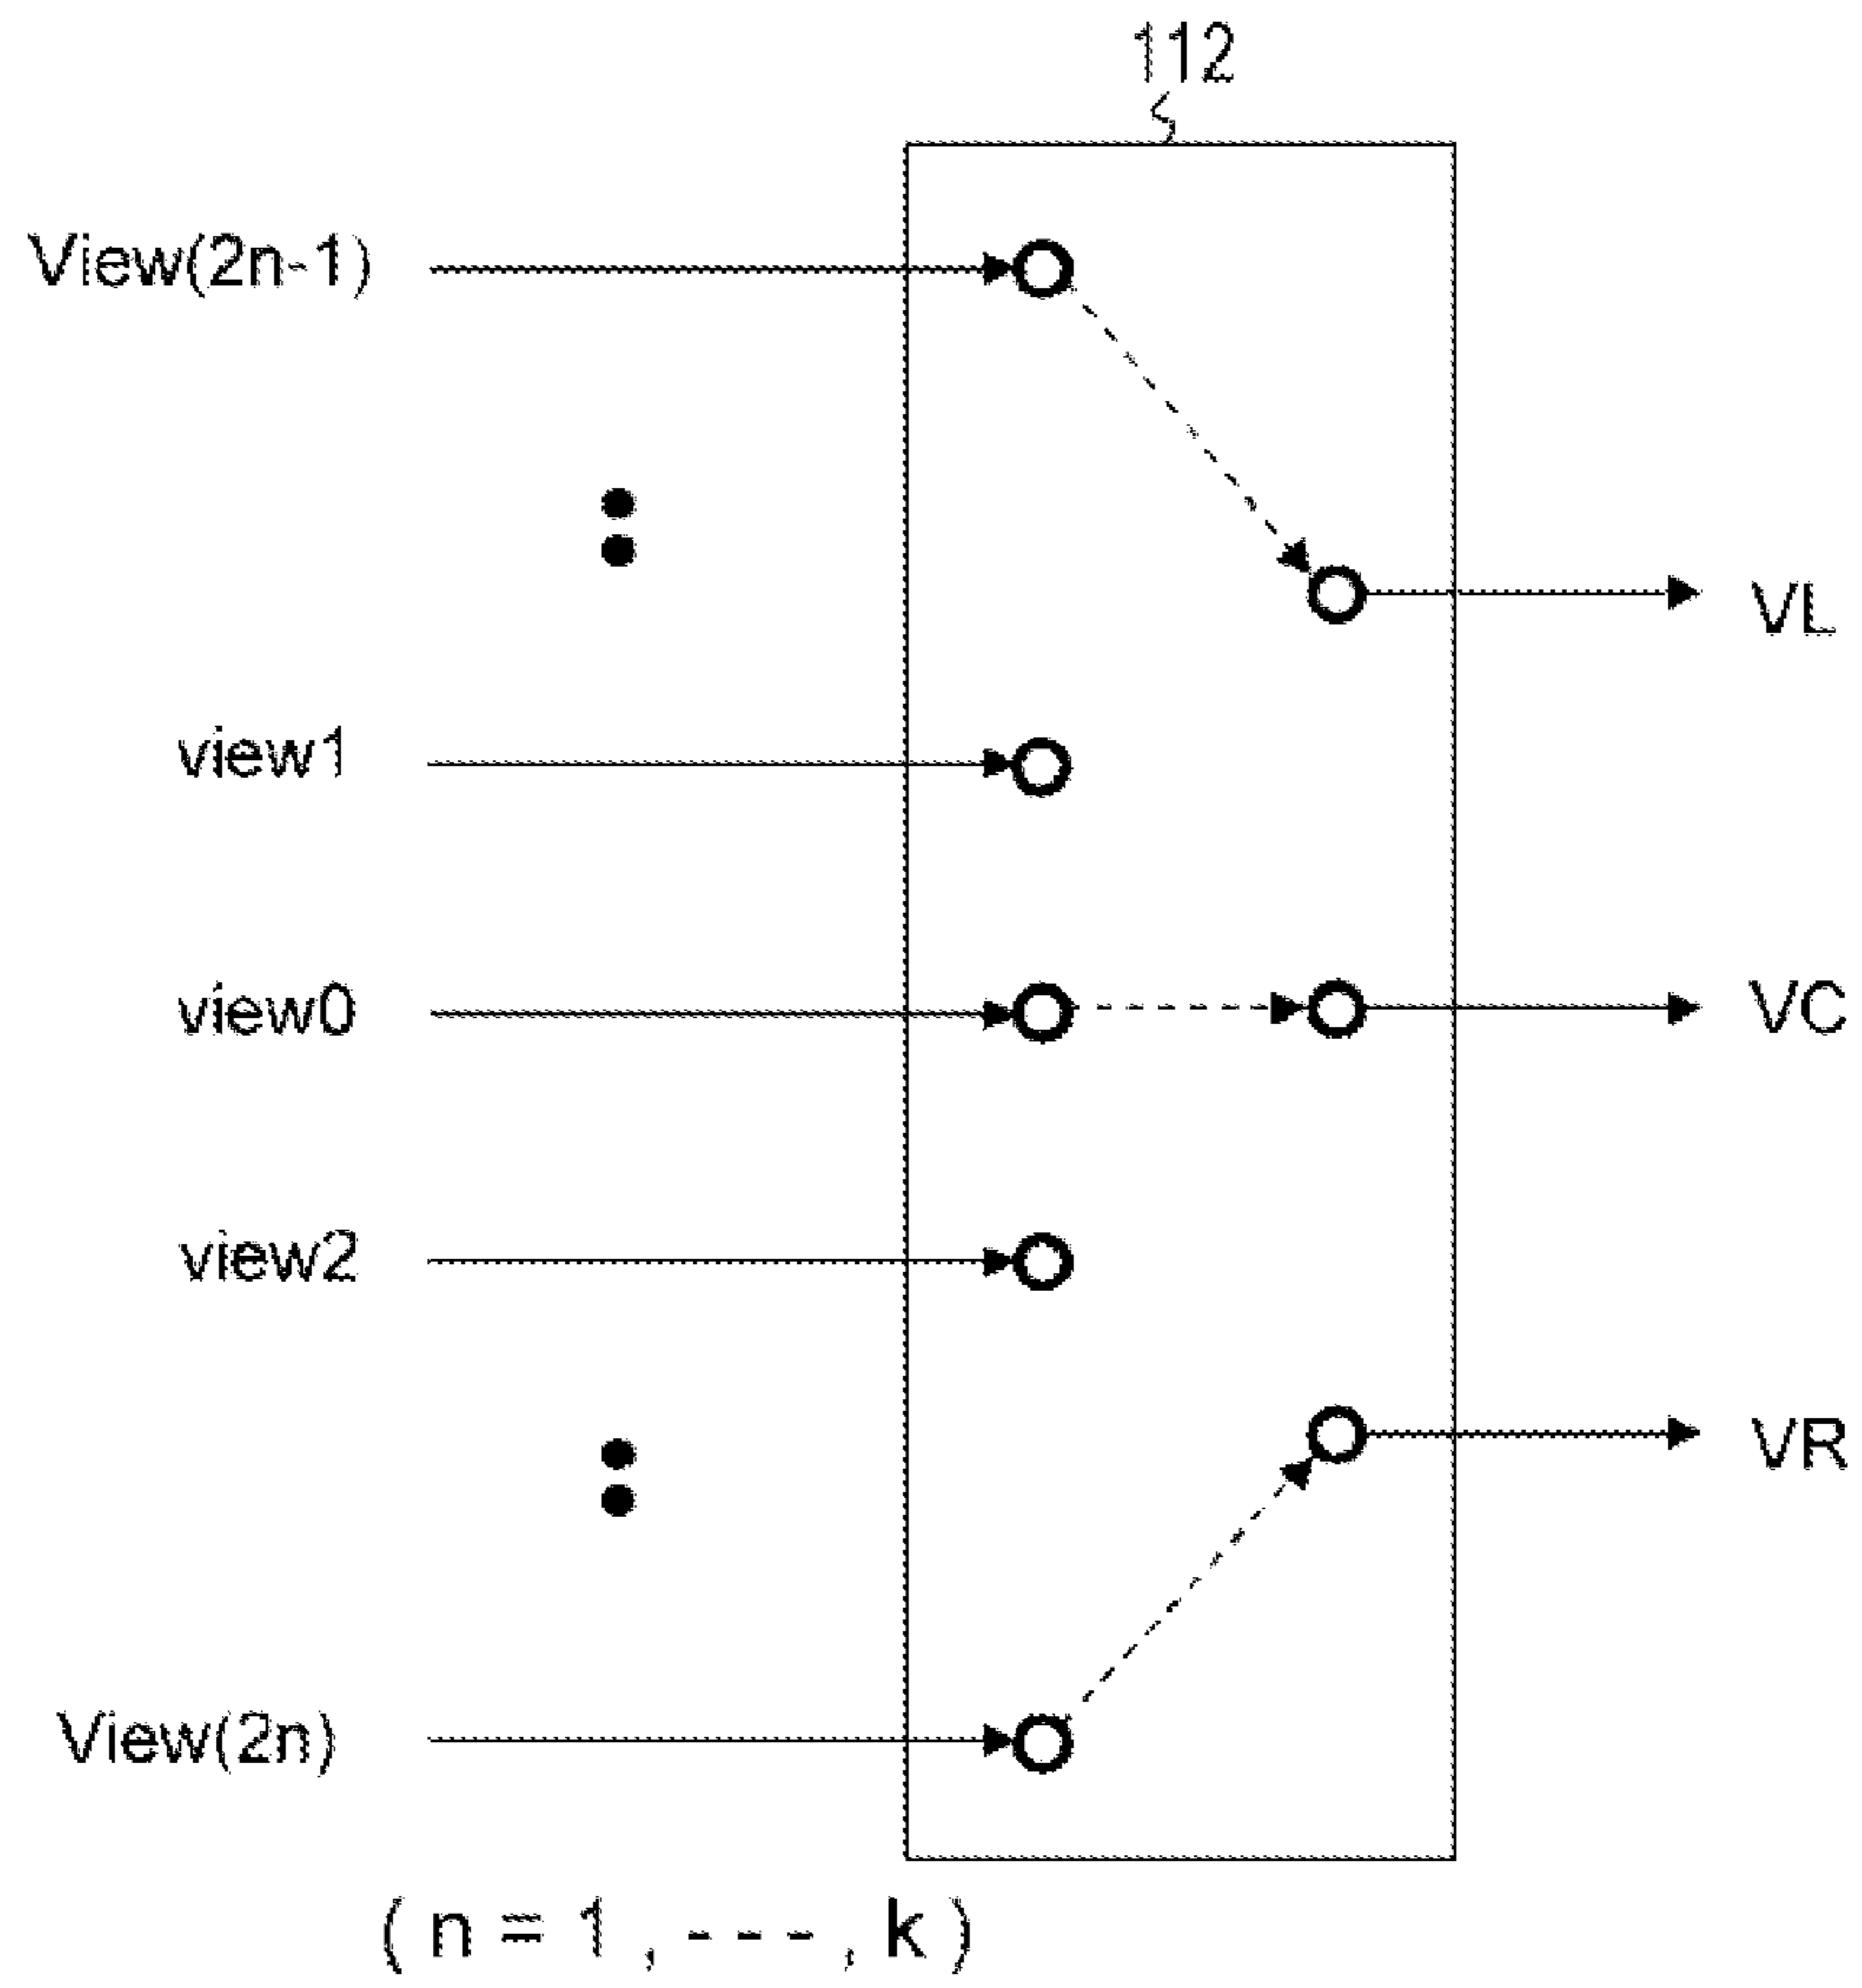 112
View(2n-1)
VL
view1
view0
VC
view2
VR
View(2n)
( n = 1 , - - - , k )